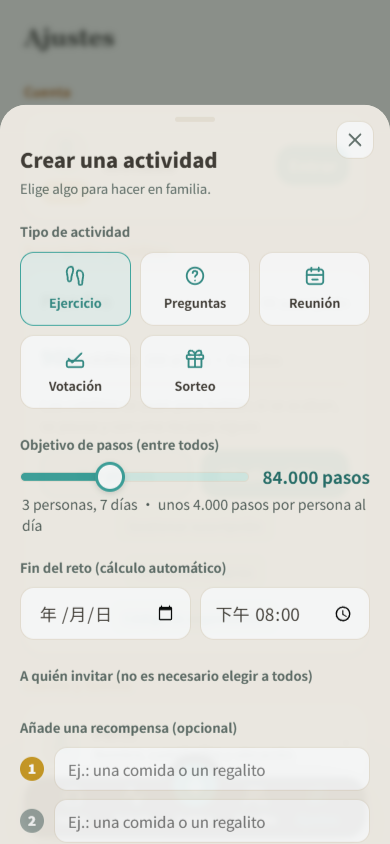 Ajustes
Cuenta
Crear una actividad
Elige algo para hacer en familia.
Tipo de actividad
Ejercicio
Preguntas
Reunión
Votación
Sorteo
Objetivo de pasos (entre todos)
84.000 pasos
3 personas, 7 días · unos 4.000 pasos por persona al
día
Fin del reto (cálculo automático)
年 /月/日
下午 08:00
A quién invitar (no es necesario elegir a todos)
Añade una recompensa (opcional)
1
Ej.: una comida o un regalito
2
Ej.: una comida o un regalito